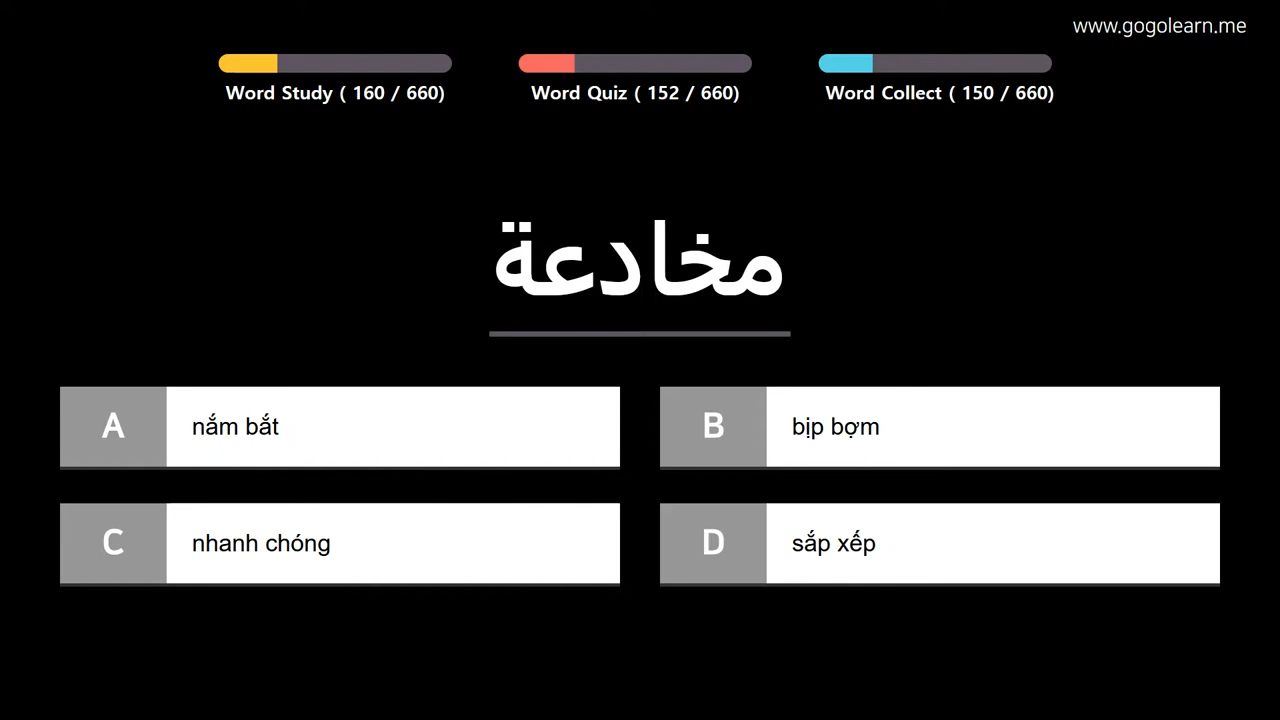 www.gogolearn.me
Word Study ( 160 / 660)
Word Quiz ( 152 / 660)
Word Collect ( 150 / 660)
مخادعة
A nắm bắt
B bịp bợm
C nhanh chóng
D sắp xếp